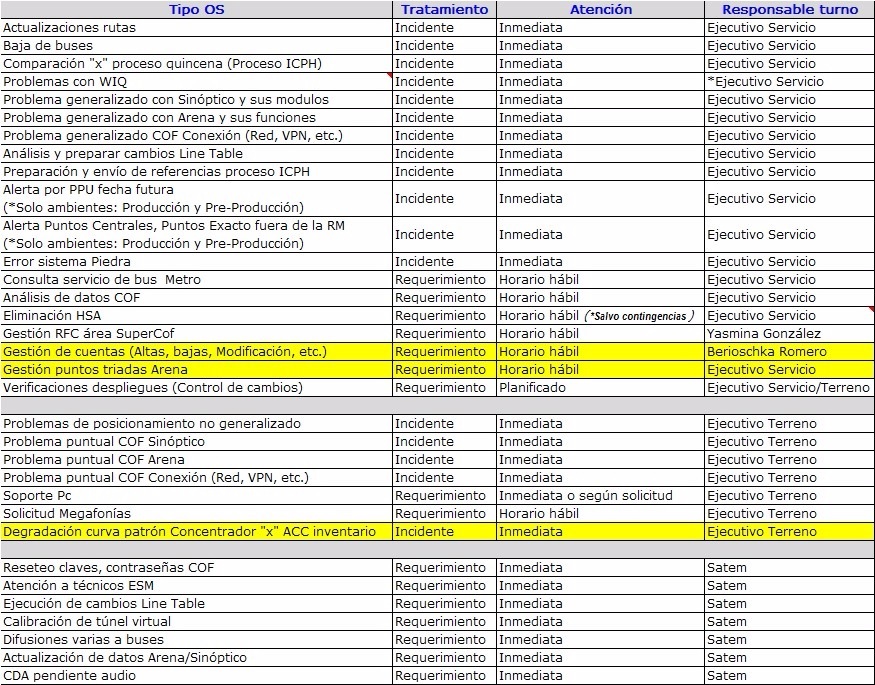 Tipo OS Tratamiento Atención Responsable turno
Actualizaciones rutas Incidente Inmediata Ejecutivo Servicio
Baja de buses Incidente Inmediata Ejecutivo Servicio
Comparación "x" proceso quincena (Proceso ICPH) Incidente Inmediata Ejecutivo Servicio
Problemas con WIQ Incidente Inmediata *Ejecutivo Servicio
Problema generalizado con Sinóptico y sus modulos Incidente Inmediata Ejecutivo Servicio
Problema generalizado con Arena y sus funciones Incidente Inmediata Ejecutivo Servicio
Problema generalizado COF Conexión (Red, VPN, etc.) Incidente Inmediata Ejecutivo Servicio
Análisis y preparar cambios Line Table Incidente Inmediata Ejecutivo Servicio
Preparación y envío de referencias proceso ICPH Incidente Inmediata Ejecutivo Servicio
Alerta por PPU fecha futura
(*Solo ambientes: Producción y Pre-Producción) Incidente Inmediata Ejecutivo Servicio
Alerta Puntos Centrales, Puntos Exacto fuera de la RM
(*Solo ambientes: Producción y Pre-Producción) Incidente Inmediata Ejecutivo Servicio
Error sistema Piedra Incidente Inmediata Ejecutivo Servicio
Consulta servicio de bus Metro Requerimiento Horario hábil Ejecutivo Servicio
Análisis de datos COF Requerimiento Horario hábil Ejecutivo Servicio
Eliminación HSA Requerimiento Horario hábil (*Salvo contingencias) Ejecutivo Servicio
Gestión RFC área SuperCof Requerimiento Horario hábil Yasmina González
Gestión de cuentas (Altas, bajas, Modificación, etc.) Requerimiento Horario hábil Berioschka Romero
Gestión puntos triadas Arena Requerimiento Horario hábil Ejecutivo Servicio
Verificaciones despliegues (Control de cambios) Requerimiento Planificado Ejecutivo Servicio/Terreno
Problemas de posicionamiento no generalizado Incidente Inmediata Ejecutivo Terreno
Problema puntual COF Sinóptico Incidente Inmediata Ejecutivo Terreno
Problema puntual COF Arena Incidente Inmediata Ejecutivo Terreno
Problema puntual COF Conexión (Red, VPN, etc.) Incidente Inmediata Ejecutivo Terreno
Soporte Pc Requerimiento Inmediata o según solicitud Ejecutivo Terreno
Solicitud Megafonías Requerimiento Horario hábil Ejecutivo Terreno
Degradación curva patrón Concentrador "x" ACC inventario Incidente Inmediata Ejecutivo Terreno
Reseteo claves, contraseñas COF Requerimiento Inmediata Satem
Atención a técnicos ESM Requerimiento Inmediata Satem
Ejecución de cambios Line Table Requerimiento Inmediata Satem
Calibración de túnel virtual Requerimiento Inmediata Satem
Difusiones varias a buses Requerimiento Inmediata Satem
Actualización de datos Arena/Sinóptico Requerimiento Inmediata Satem
CDA pendiente audio Requerimiento Inmediata Satem